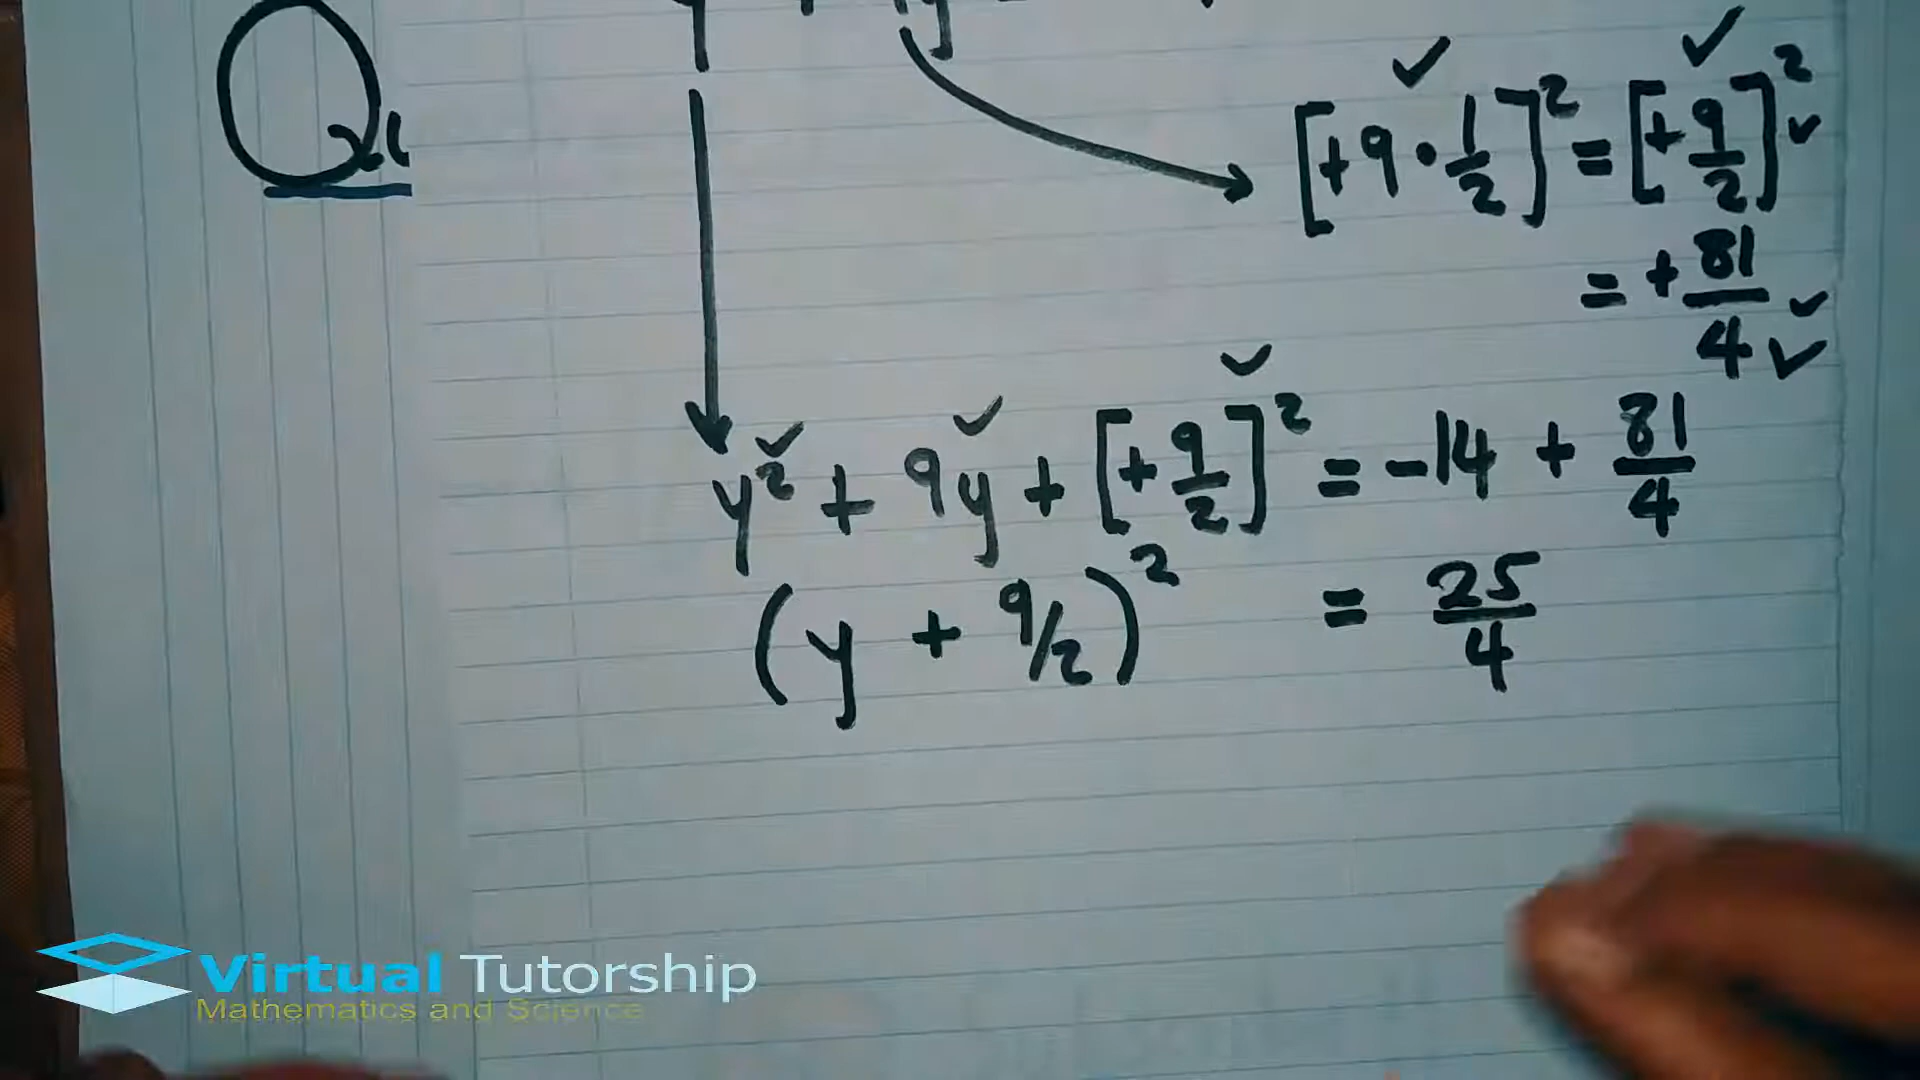 Q1
[+9·1/2]² = [+9/2]²
= +81/4
y² + 9y + [+9/2]² = -14 + 81/4
(y + 9/2)² = 25/4
Virtual Tutorship
Mathematics and Science